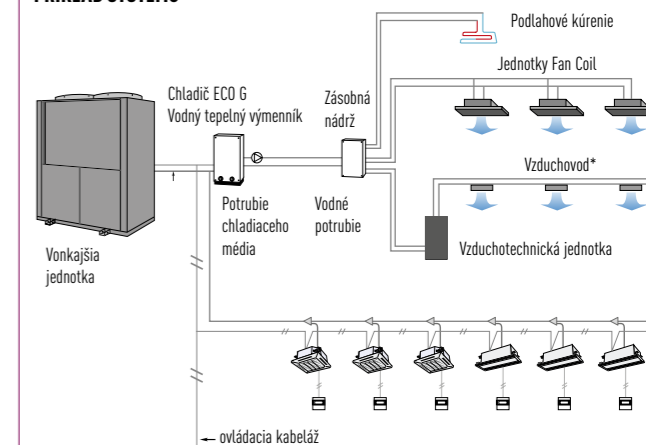 PRÍKLAD SYSTÉMU
Podlahové kúrenie
Jednotky Fan Coil
Chladič ECO G
Vodný tepelný výmenník
Zásobná
nádrž
Vzduchovod*
Potrubie
chladiaceho
média
Vodné
potrubie
Vonkajšia
jednotka
Vzduchotechnická jednotka
ovládacia kabeláž